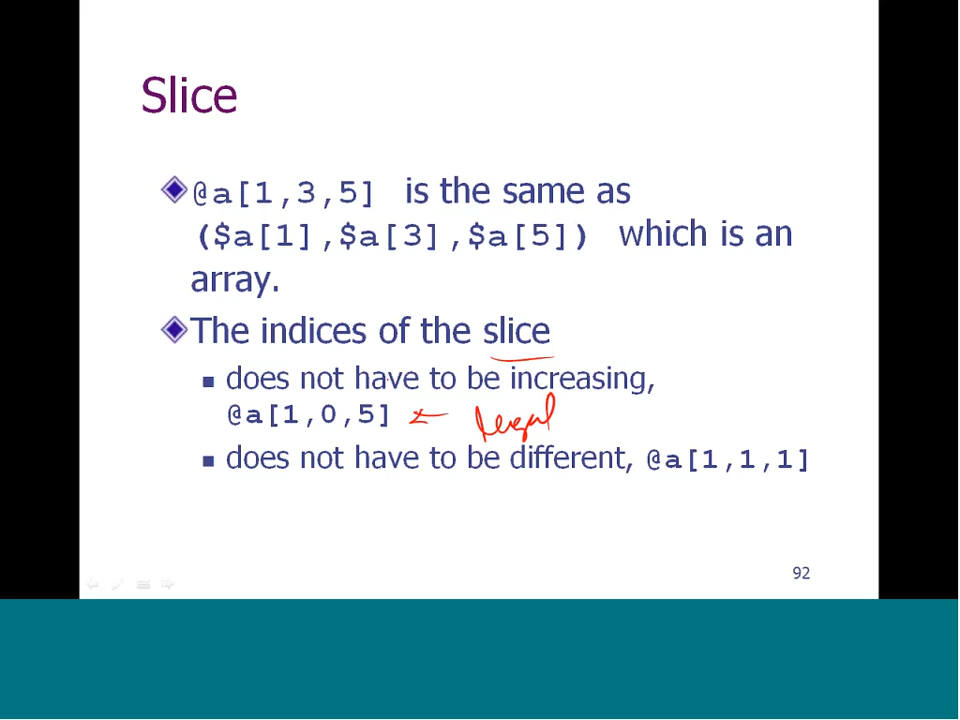 Slice
@a[1,3,5] is the same as
($a[1],$a[3],$a[5]) which is an
array.
The indices of the slice
does not have to be increasing,
@a[1,0,5] ← legal
does not have to be different, @a[1,1,1]
92